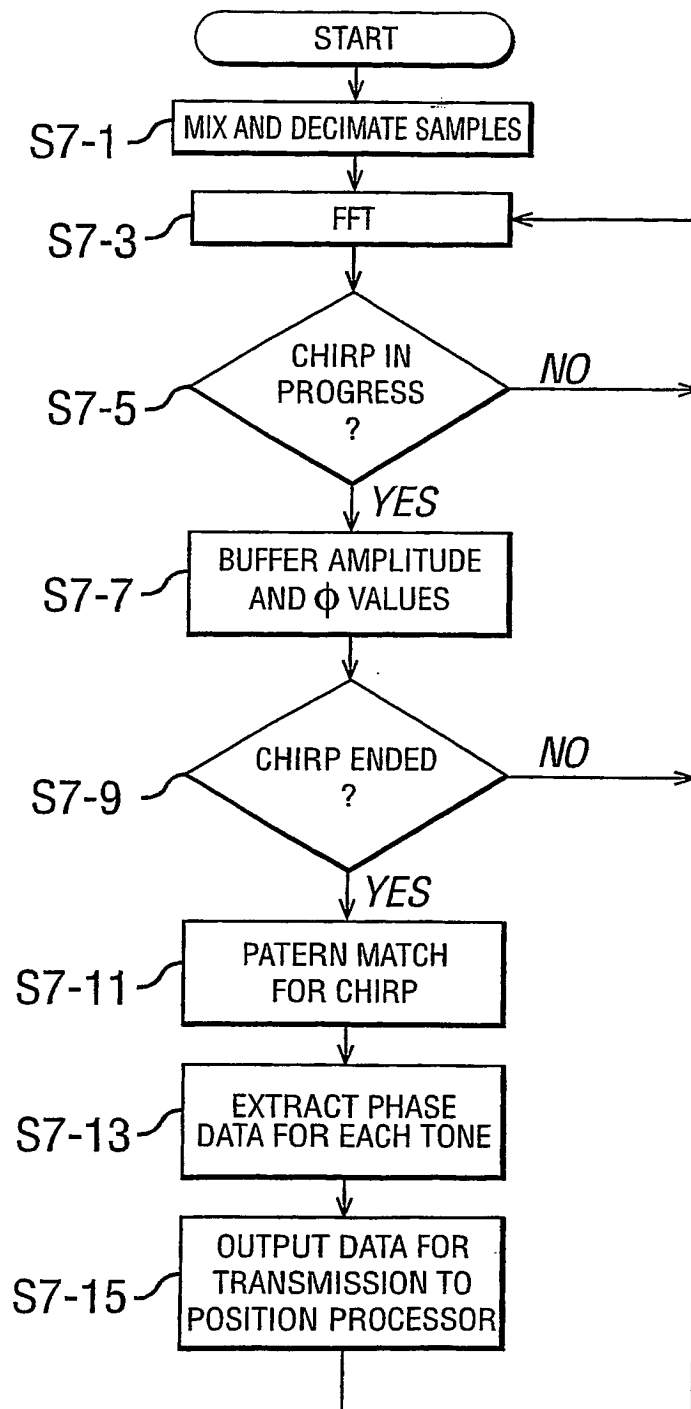 START
S7-1
MIX AND DECIMATE SAMPLES
S7-3
FFT
S7-5
CHIRP IN
PROGRESS
?
NO
YES
S7-7
BUFFER AMPLITUDE
AND ϕ VALUES
S7-9
CHIRP ENDED
?
NO
YES
S7-11
PATERN MATCH
FOR CHIRP
S7-13
EXTRACT PHASE
DATA FOR EACH TONE
S7-15
OUTPUT DATA FOR
TRANSMISSION TO
POSITION PROCESSOR